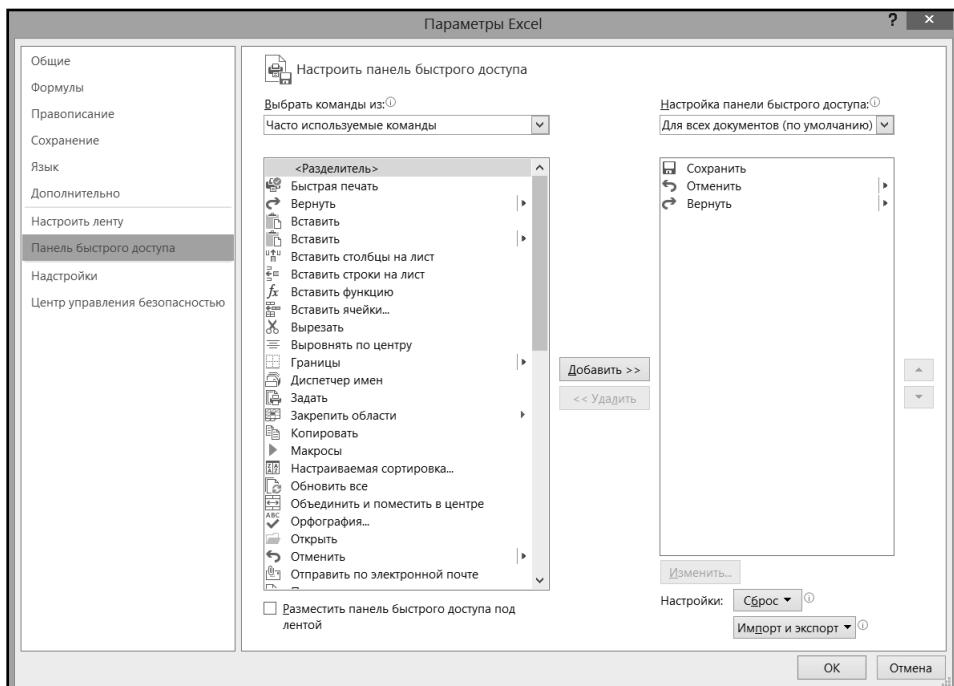 Параметры Excel
?
×
Общие
Формулы
Правописание
Сохранение
Язык
Дополнительно
Настроить ленту
Панель быстрого доступа
Надстройки
Центр управления безопасностью
Настроить панель быстрого доступа
Выбрать команды из:
Часто используемые команды
<Разделитель>
Быстрая печать
Вернуть
Вставить
Вставить
Вставить столбцы на лист
Вставить строки на лист
fx Вставить функцию
Вставить ячейки...
Вырезать
Выровнять по центру
Границы
Диспетчер имен
Задать
Закрепить области
Копировать
Макросы
Настраиваемая сортировка...
Обновить все
Объединить и поместить в центре
ABC
Орфография...
Открыть
Отменить
Отправить по электронной почте
Разместить панель быстрого доступа под
лентой
Добавить >>
<< Удалить
Настройка панели быстрого доступа:
Для всех документов (по умолчанию)
Сохранить
Отменить
Вернуть
Изменить...
Настройки: Сброс
Импорт и экспорт
ОК
Отмена